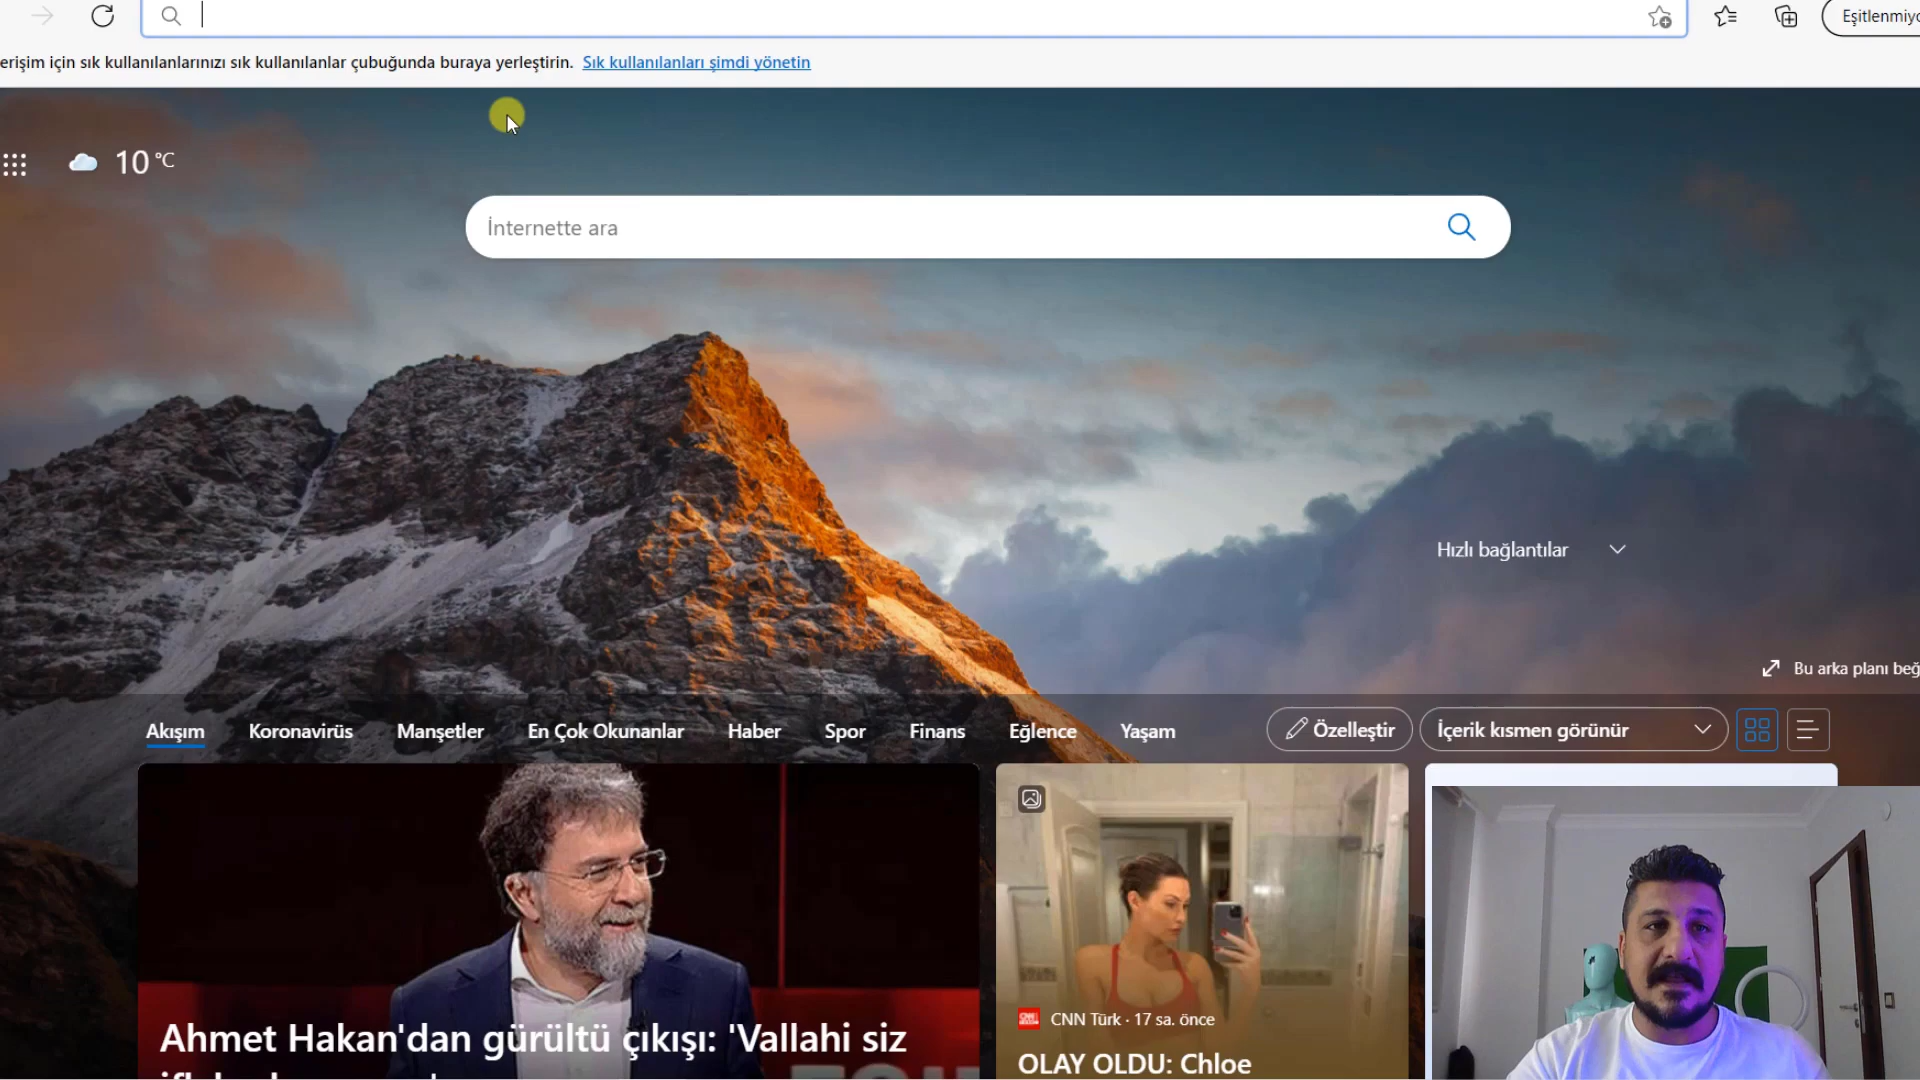 Eşitlenmiyo
erişim için sık kullanılanlarınızı sık kullanılanlar çubuğunda buraya yerleştirin. Sık kullanılanları şimdi yönetin
10 °C
İnternette ara
Hızlı bağlantılar
Bu arka planı beğ
Akışım Koronavirüs Manşetler En Çok Okunanlar Haber Spor Finans Eğlence Yaşam Özelleştir İçerik kısmen görünür
CNN Türk · 17 sa. önce
Ahmet Hakan'dan gürültü çıkışı: 'Vallahi siz
OLAY OLDU: Chloe